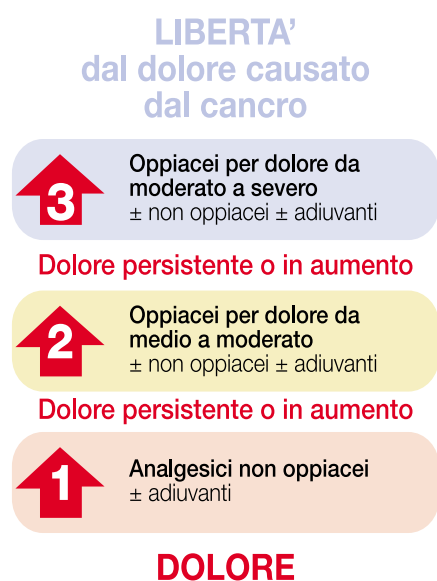 LIBERTA'
dal dolore causato
dal cancro
3
Oppiacei per dolore da
moderato a severo
± non oppiacei ± adiuvanti
Dolore persistente o in aumento
2
Oppiacei per dolore da
medio a moderato
± non oppiacei ± adiuvanti
Dolore persistente o in aumento
1
Analgesici non oppiacei
± adiuvanti
DOLORE